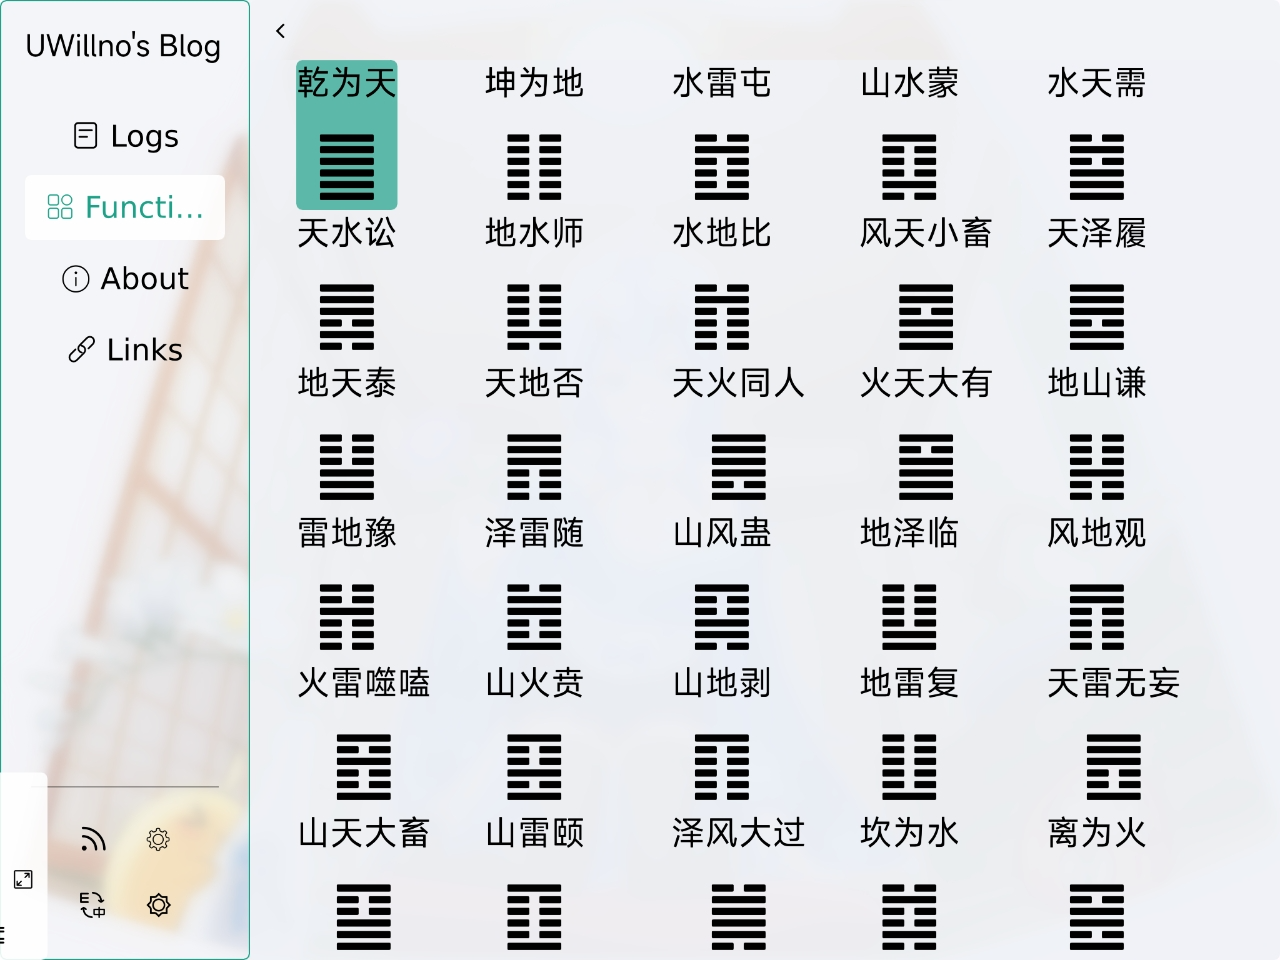 UWillno's Blog
Logs
Functi...
About
Links
乾为天 坤为地 水雷屯 山水蒙 水天需
天水讼 地水师 水地比 风天小畜 天泽履
地天泰 天地否 天火同人 火天大有 地山谦
雷地豫 泽雷随 山风蛊 地泽临 风地观
火雷噬嗑 山火贲 山地剥 地雷复 天雷无妄
山天大畜 山雷颐 泽风大过 坎为水 离为火